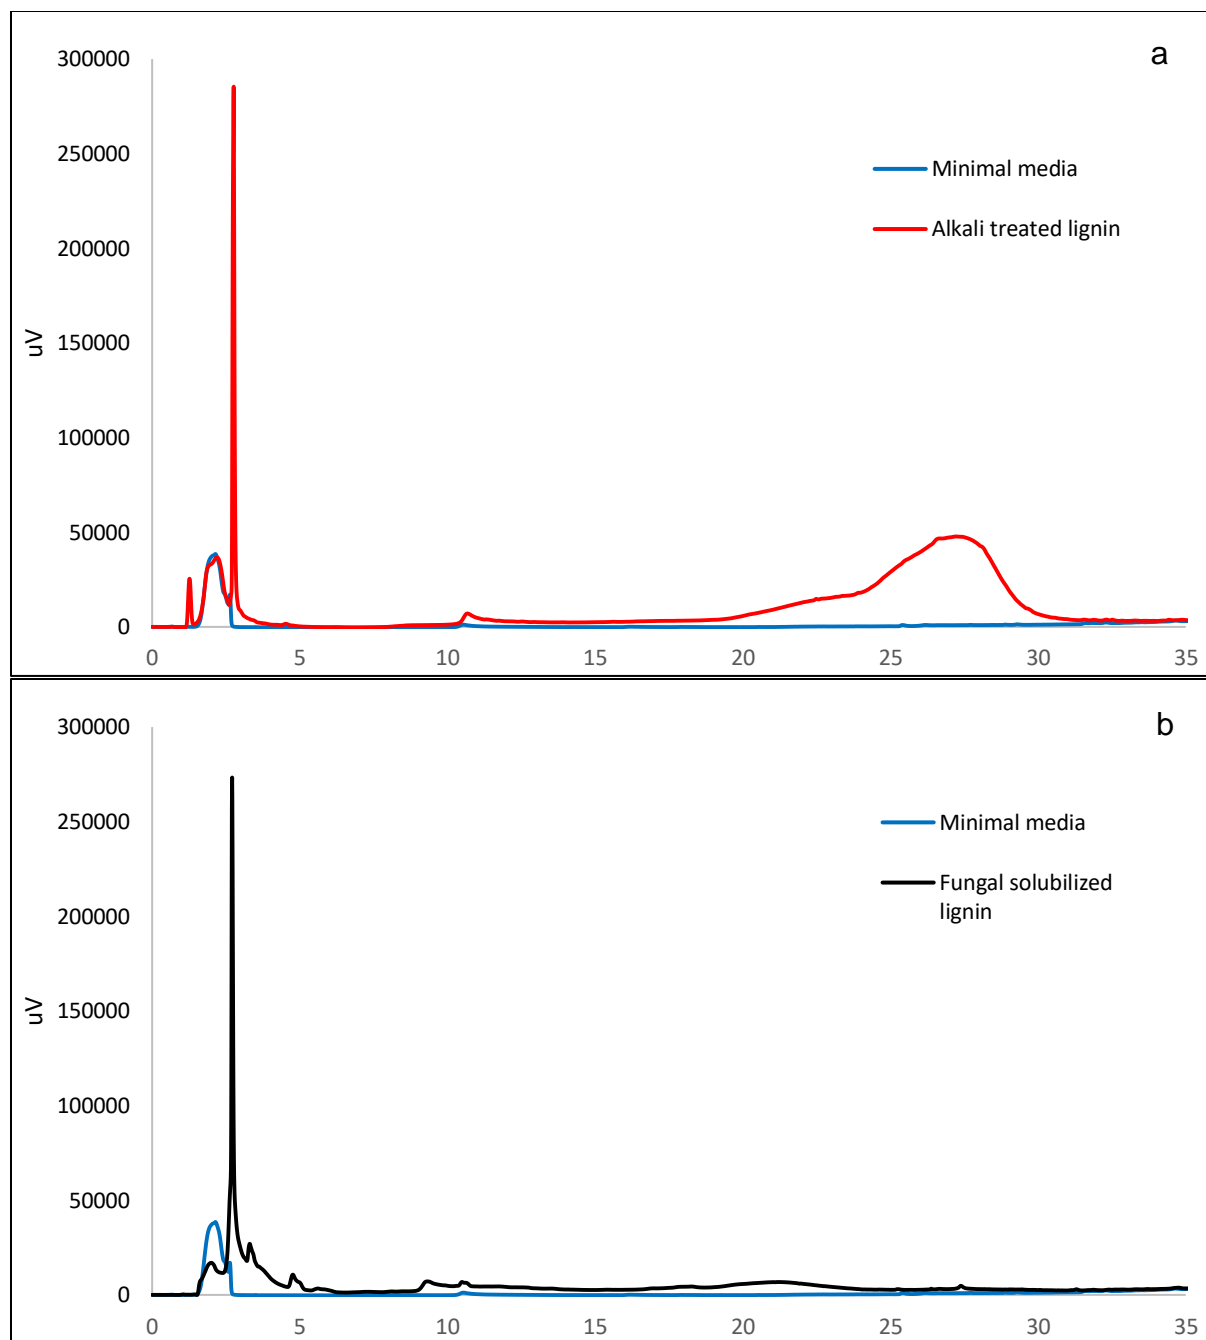 a
300000
250000
200000
150000
100000
50000
0
uV
Minimal media
Alkali treated lignin
0 5 10 15 20 25 30 35
b
300000
250000
200000
150000
100000
50000
0
uV
Minimal media
Fungal solubilized
lignin
0 5 10 15 20 25 30 35